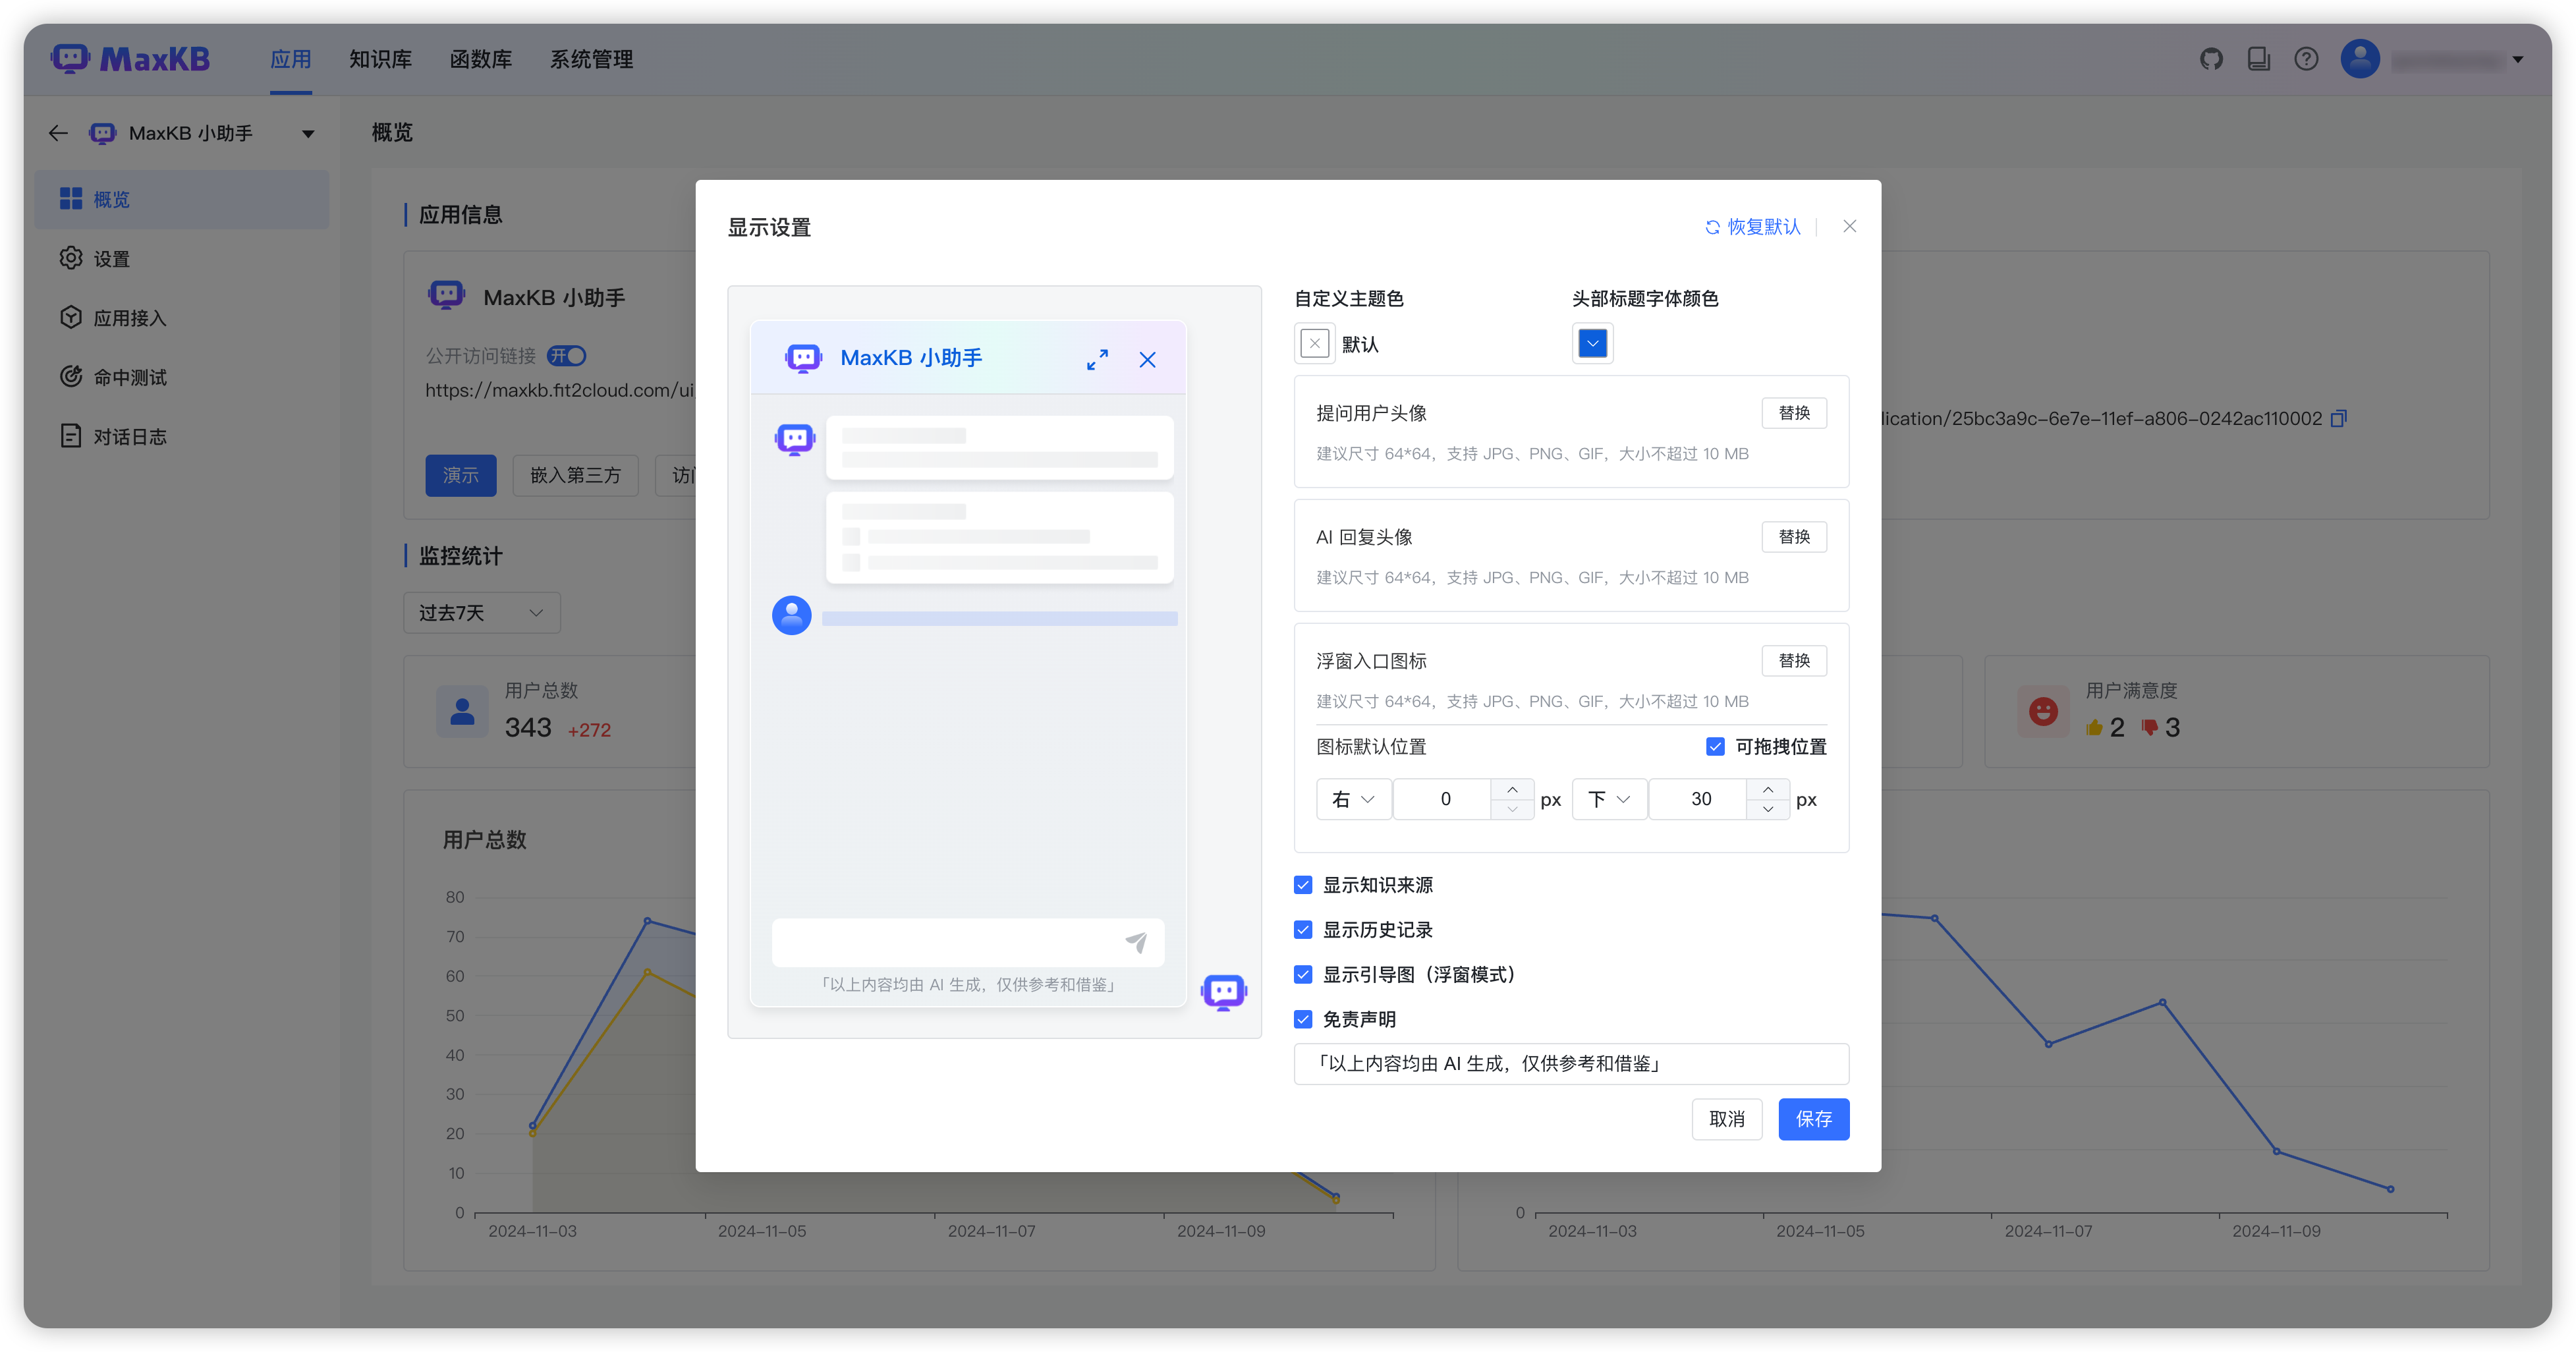 MaxKB
应用 知识库 函数库 系统管理
MaxKB 小助手
概览
设置
应用接入
命中测试
对话日志
概览
应用信息
MaxKB 小助手
公开访问链接 开
https://maxkb.fit2cloud.com/ui
演示 嵌入第三方
lication/25bc3a9c-6e7e-11ef-a806-0242ac110002
监控统计
过去7天
用户总数
343 +272
用户满意度
2 3
用户总数
80
70
60
50
40
30
20
10
0
2024-11-03 2024-11-05 2024-11-07 2024-11-09
0
2024-11-03 2024-11-05 2024-11-07 2024-11-09
显示设置
恢复默认
MaxKB 小助手
「以上内容均由 AI 生成，仅供参考和借鉴」
自定义主题色 头部标题字体颜色
默认
提问用户头像 替换
建议尺寸 64*64，支持 JPG、PNG、GIF，大小不超过 10 MB
AI 回复头像 替换
建议尺寸 64*64，支持 JPG、PNG、GIF，大小不超过 10 MB
浮窗入口图标 替换
建议尺寸 64*64，支持 JPG、PNG、GIF，大小不超过 10 MB
图标默认位置 可拖拽位置
右 0 px 下 30 px
显示知识来源
显示历史记录
显示引导图（浮窗模式）
免责声明
「以上内容均由 AI 生成，仅供参考和借鉴」
取消 保存